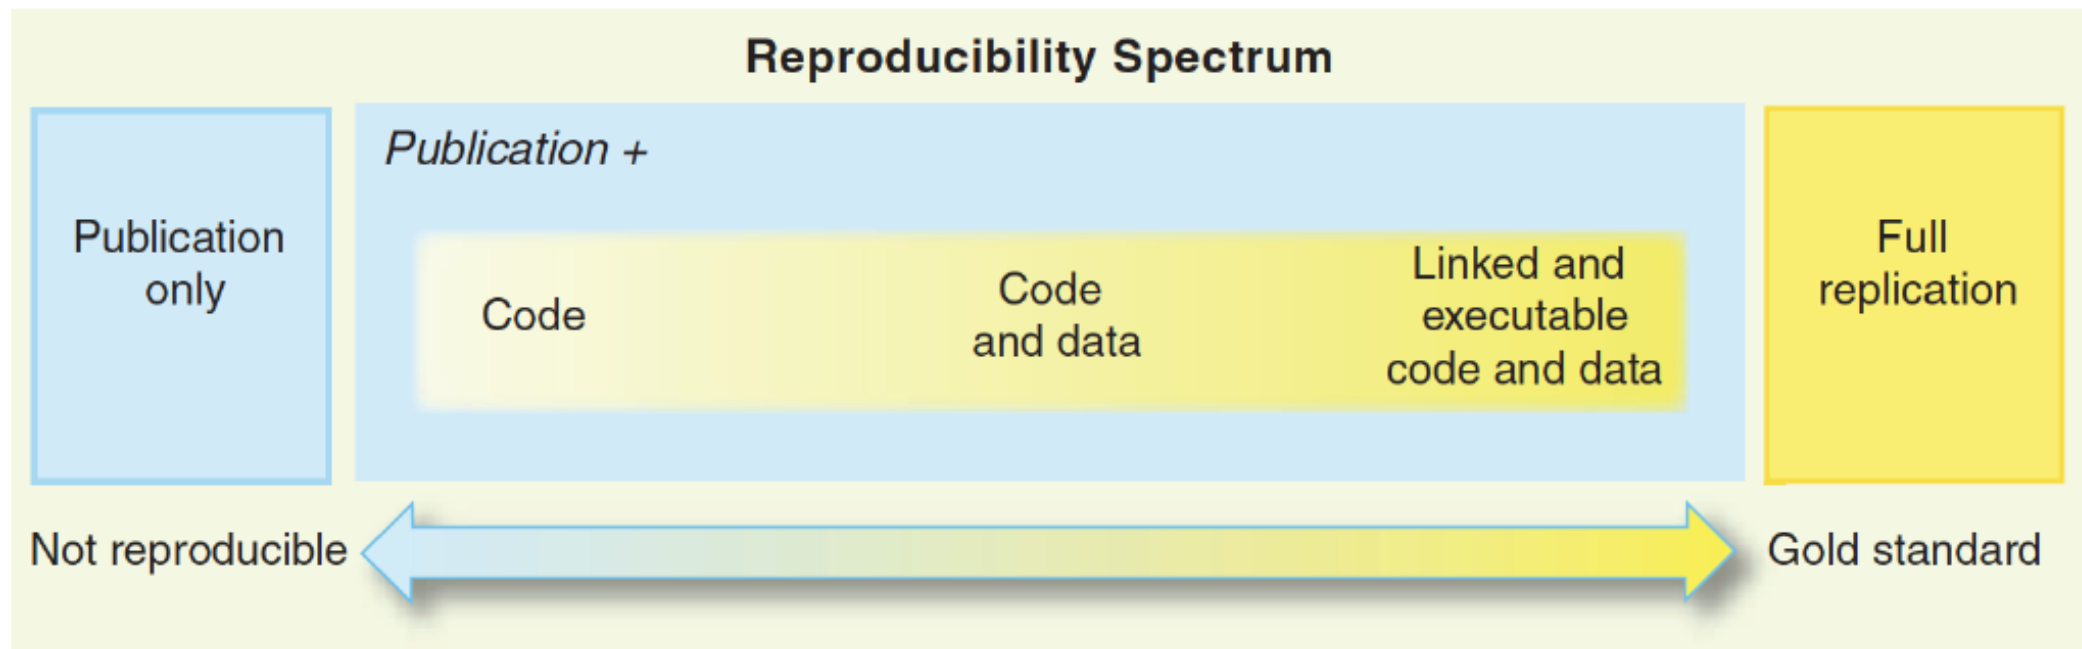 Reproducibility Spectrum
Publication
only
Publication +
Code
Code
and data
Linked and
executable
code and data
Full
replication
Not reproducible
Gold standard